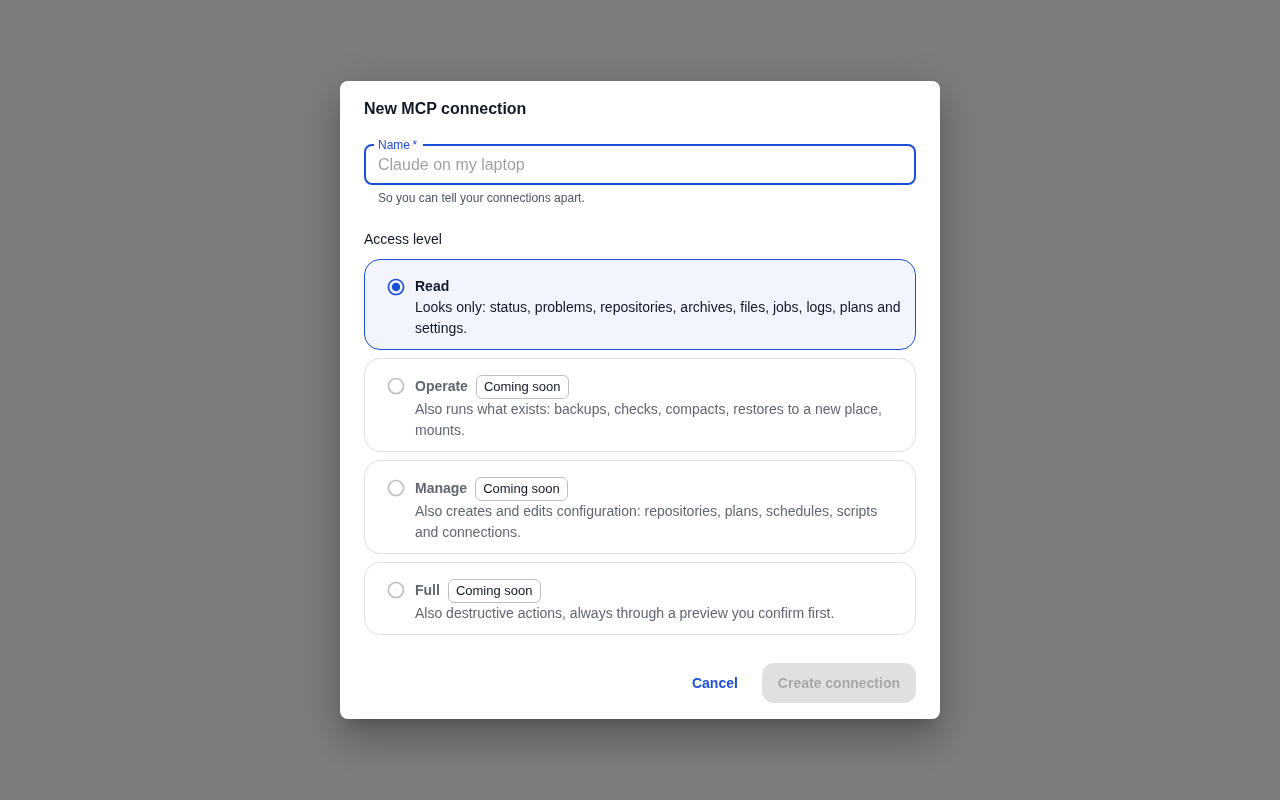 New MCP connection
Name *
Claude on my laptop
So you can tell your connections apart.
Access level
Read
Looks only: status, problems, repositories, archives, files, jobs, logs, plans and
settings.
Operate Coming soon
Also runs what exists: backups, checks, compacts, restores to a new place,
mounts.
Manage Coming soon
Also creates and edits configuration: repositories, plans, schedules, scripts
and connections.
Full Coming soon
Also destructive actions, always through a preview you confirm first.
Cancel Create connection